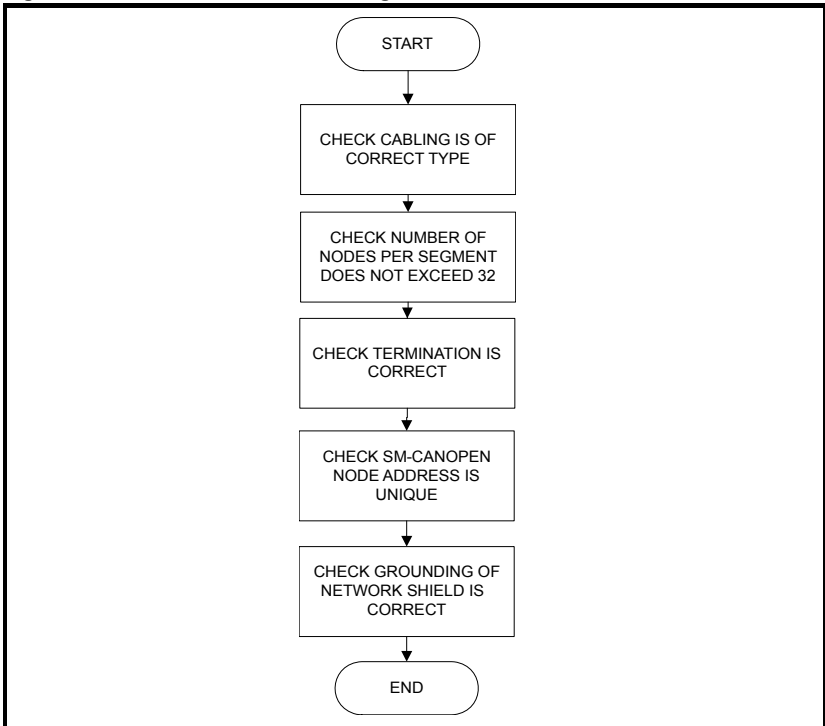 START
CHECK CABLING IS OF
CORRECT TYPE
CHECK NUMBER OF
NODES PER SEGMENT
DOES NOT EXCEED 32
CHECK TERMINATION IS
CORRECT
CHECK SM-CANOPEN
NODE ADDRESS IS
UNIQUE
CHECK GROUNDING OF
NETWORK SHIELD IS
CORRECT
END